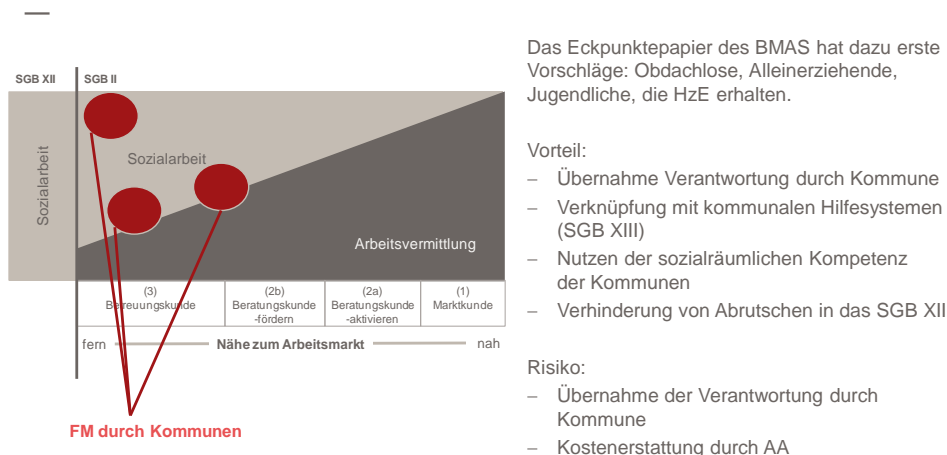 SGB XII
SGB II
Sozialarbeit
Sozialarbeit
Arbeitsvermittlung
(3)
Betreuungskunde
(2b)
Beratungskunde
-fördern
(2a)
Beratungskunde
-aktivieren
(1)
Marktkunde
fern
Nähe zum Arbeitsmarkt
nah
FM durch Kommunen
Das Eckpunktepapier des BMAS hat dazu erste
Vorschläge: Obdachlose, Alleinerziehende,
Jugendliche, die HzE erhalten.
Vorteil:
– Übernahme Verantwortung durch Kommune
– Verknüpfung mit kommunalen Hilfesystemen
(SGB XIII)
– Nutzen der sozialräumlichen Kompetenz
der Kommunen
– Verhinderung von Abrutschen in das SGB XII
Risiko:
– Übernahme der Verantwortung durch
Kommune
– Kostenerstattung durch AA